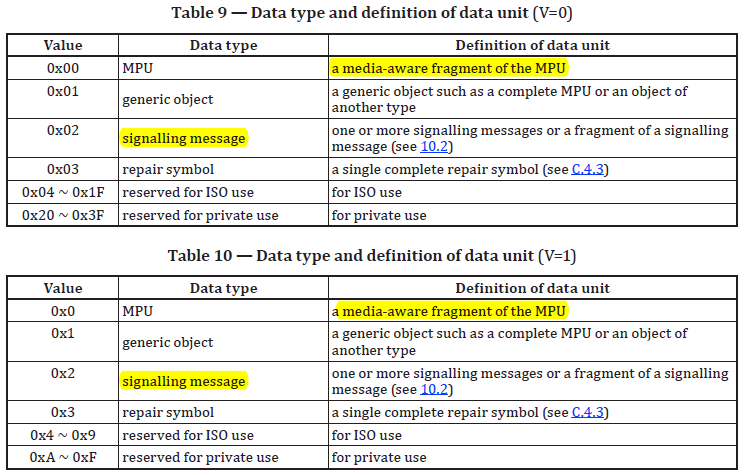 Table 9 — Data type and definition of data unit (V=0)
Value Data type Definition of data unit
0x00 MPU a media-aware fragment of the MPU
0x01 generic object a generic object such as a complete MPU or an object of
another type
0x02 signalling message one or more signalling messages or a fragment of a signalling
message (see 10.2)
0x03 repair symbol a single complete repair symbol (see C.4.3)
0x04 ~ 0x1F reserved for ISO use for ISO use
0x20 ~ 0x3F reserved for private use for private use
Table 10 — Data type and definition of data unit (V=1)
Value Data type Definition of data unit
0x0 MPU a media-aware fragment of the MPU
0x1 generic object a generic object such as a complete MPU or an object of
another type
0x2 signalling message one or more signalling messages or a fragment of a signalling
message (see 10.2)
0x3 repair symbol a single complete repair symbol (see C.4.3)
0x4 ~ 0x9 reserved for ISO use for ISO use
0xA ~ 0xF reserved for private use for private use